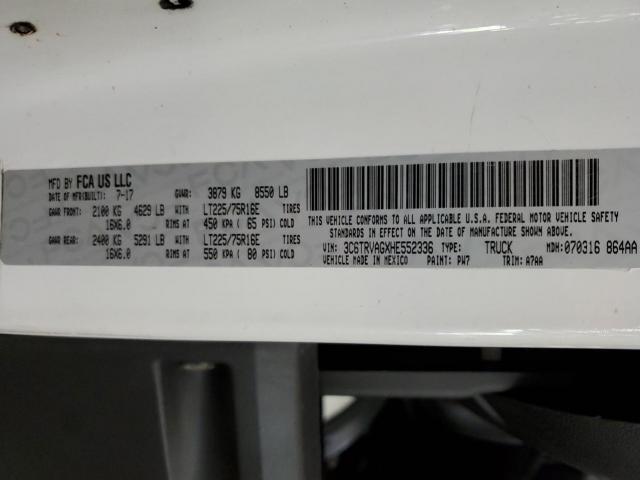 MFD BY FCA US LLC
DATE OF MFR(BUILT): 7-17 GVWR: 3879 KG 8550 LB
GAWR FRONT: 2100 KG 4629 LB WITH LT225/75R16E TIRES
16X6.0 RIMS AT 450 KPA ( 65 PSI) COLD
GAWR REAR: 2400 KG 5291 LB WITH LT225/75R16E TIRES
16X6.0 RIMS AT 550 KPA ( 80 PSI) COLD
THIS VEHICLE CONFORMS TO ALL APPLICABLE U.S.A. FEDERAL MOTOR VEHICLE SAFETY
STANDARDS IN EFFECT ON THE DATE OF MANUFACTURE SHOWN ABOVE.
VIN: 3C6TRVAGXHE552336 TYPE: TRUCK MDH:070316 864AA
VEHICLE MADE IN MEXICO PAINT: PW7 TRIM: A7AA